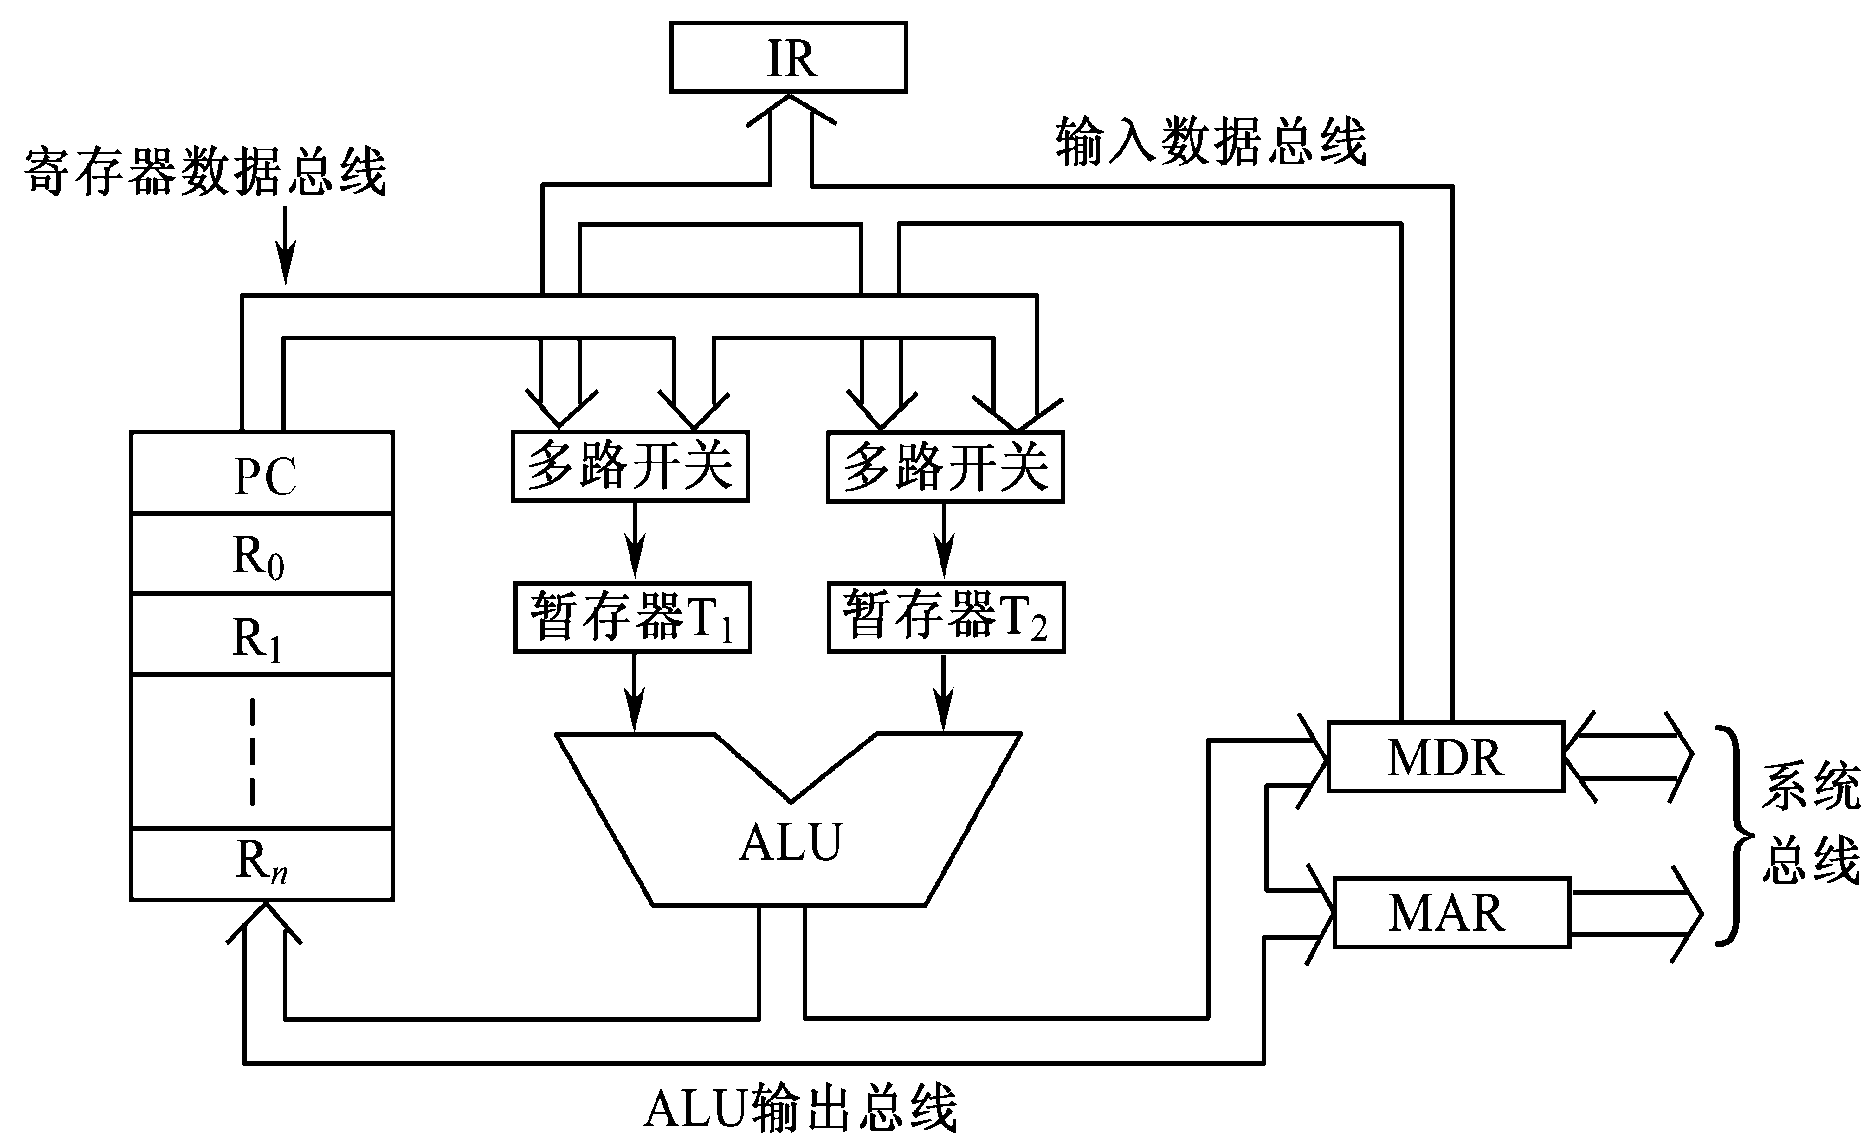 IR
输入数据总线
寄存器数据总线
PC
R0
R1
Rn
多路开关
多路开关
暂存器T1
暂存器T2
ALU
MDR
MAR
系统
总线
ALU输出总线